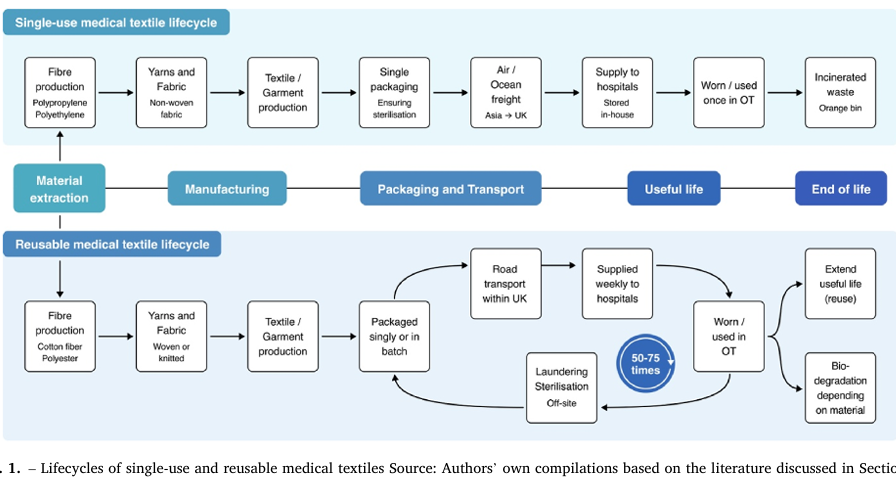 Single-use medical textile lifecycle
Fibre
production
Polypropylene
Polyethylene
Yarns and
Fabric
Non-woven
fabric
Textile /
Garment
production
Single
packaging
Ensuring
sterilisation
Air /
Ocean
freight
Asia → UK
Supply to
hospitals
Stored
in-house
Worn / used
once in OT
Incinerated
waste
Orange bin
Material
extraction
Manufacturing
Packaging and Transport
Useful life
End of life
Reusable medical textile lifecycle
Fibre
production
Cotton fiber
Polyester
Yarns and
Fabric
Woven or
knitted
Textile /
Garment
production
Packaged
singly or in
batch
Road
transport
within UK
Supplied
weekly to
hospitals
Worn /
used in
OT
Laundering
Sterilisation
Off-site
50-75
times
Extend
useful life
(reuse)
Bio-
degradation
depending
on material
. 1. – Lifecycles of single-use and reusable medical textiles Source: Authors' own compilations based on the literature discussed in Sectio